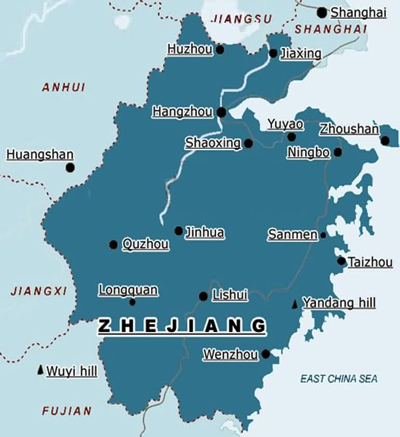 Shanghai
JIANGSU
SHANGHAI
Huzhou
Jiaxing
ANHUI
Hangzhou
Yuyao
Zhoushan
Shaoxing
Ningbo
Huangshan
Jinhua
Sanmen
Quzhou
Taizhou
JIANGXI
Longquan
Lishui
Yandang hill
ZHEJIANG
Wenzhou
Wuyi hill
EAST CHINA SEA
FUJIAN